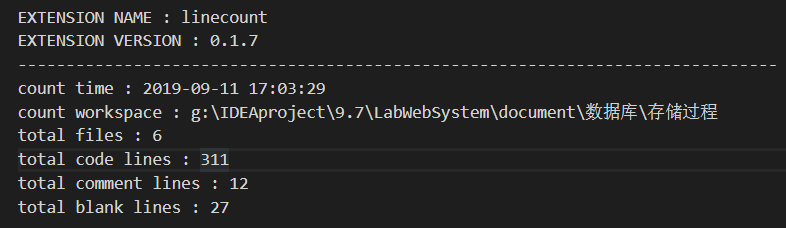 EXTENSION NAME : linecount
EXTENSION VERSION : 0.1.7
--------------------------------------------------------------------------------
count time : 2019-09-11 17:03:29
count workspace : g:\IDEAproject\9.7\LabWebSystem\document\数据库\存储过程
total files : 6
total code lines : 311
total comment lines : 12
total blank lines : 27